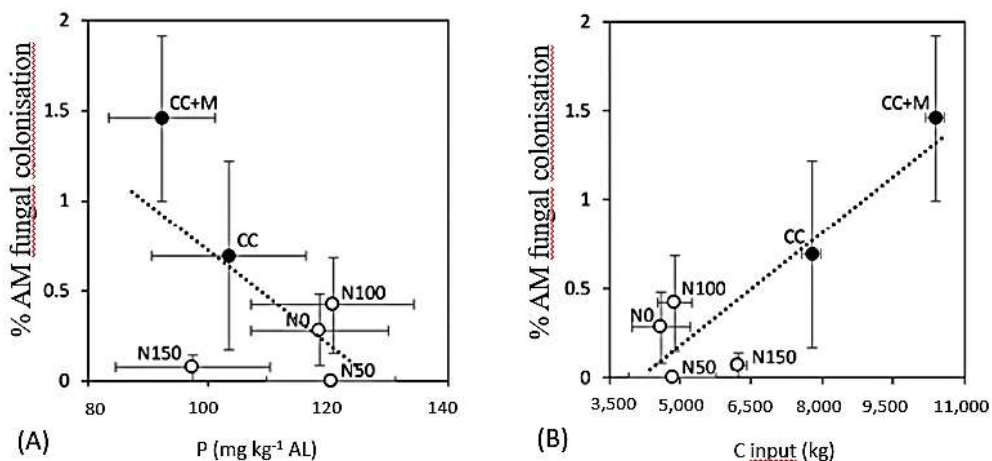 % AM fungal colonisation
2
1.5
1
0.5
0
CC+M
CC
N100
N0
N150
N50
80
100
120
140
(A)
P (mg kg⁻¹ AL)
% AM fungal colonisation
2
1.5
1
0.5
0
CC+M
CC
N100
N0
N50
N150
3,500
5,000
6,500
8,000
9,500
11,000
(B)
C input (kg)